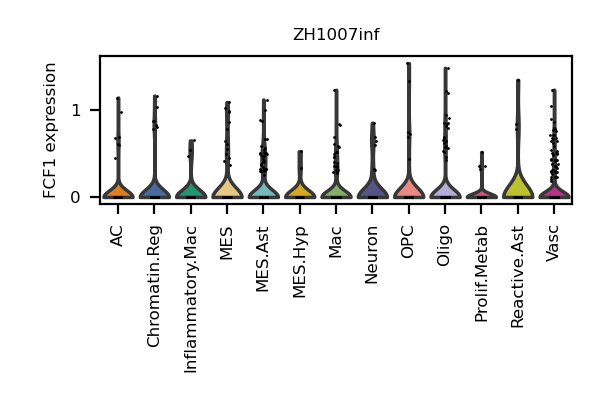 ZH1007inf
FCF1 expression
1
0
AC
Chromatin.Reg
Inflammatory.Mac
MES
MES.Ast
MES.Hyp
Mac
Neuron
OPC
Oligo
Prolif.Metab
Reactive.Ast
Vasc